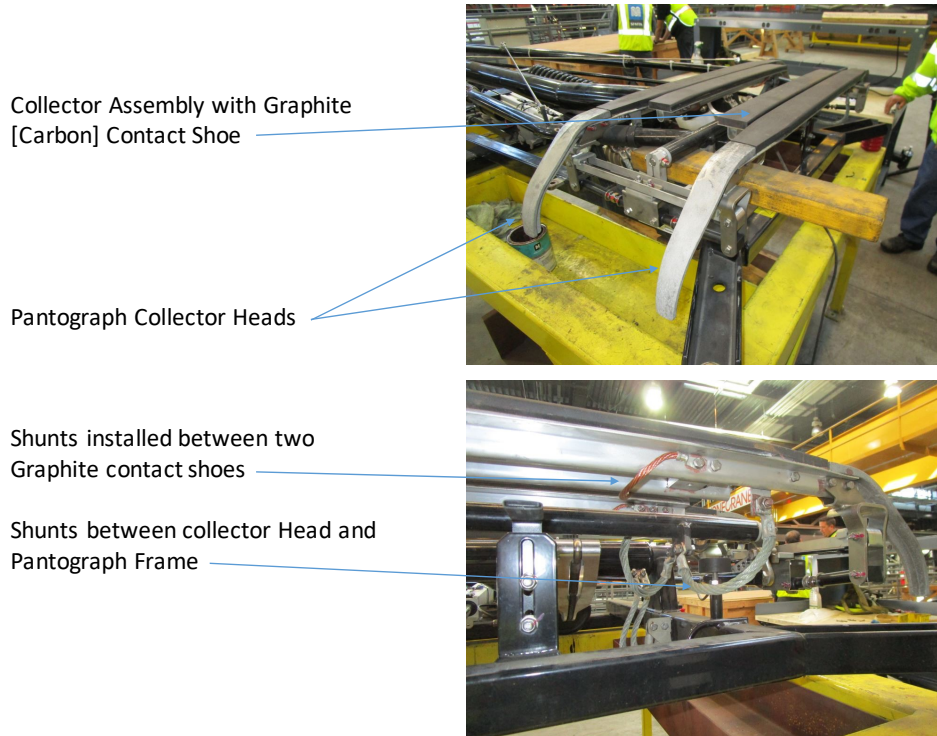 Collector Assembly with Graphite
[Carbon] Contact Shoe
Pantograph Collector Heads
Shunts installed between two
Graphite contact shoes
Shunts between collector Head and
Pantograph Frame